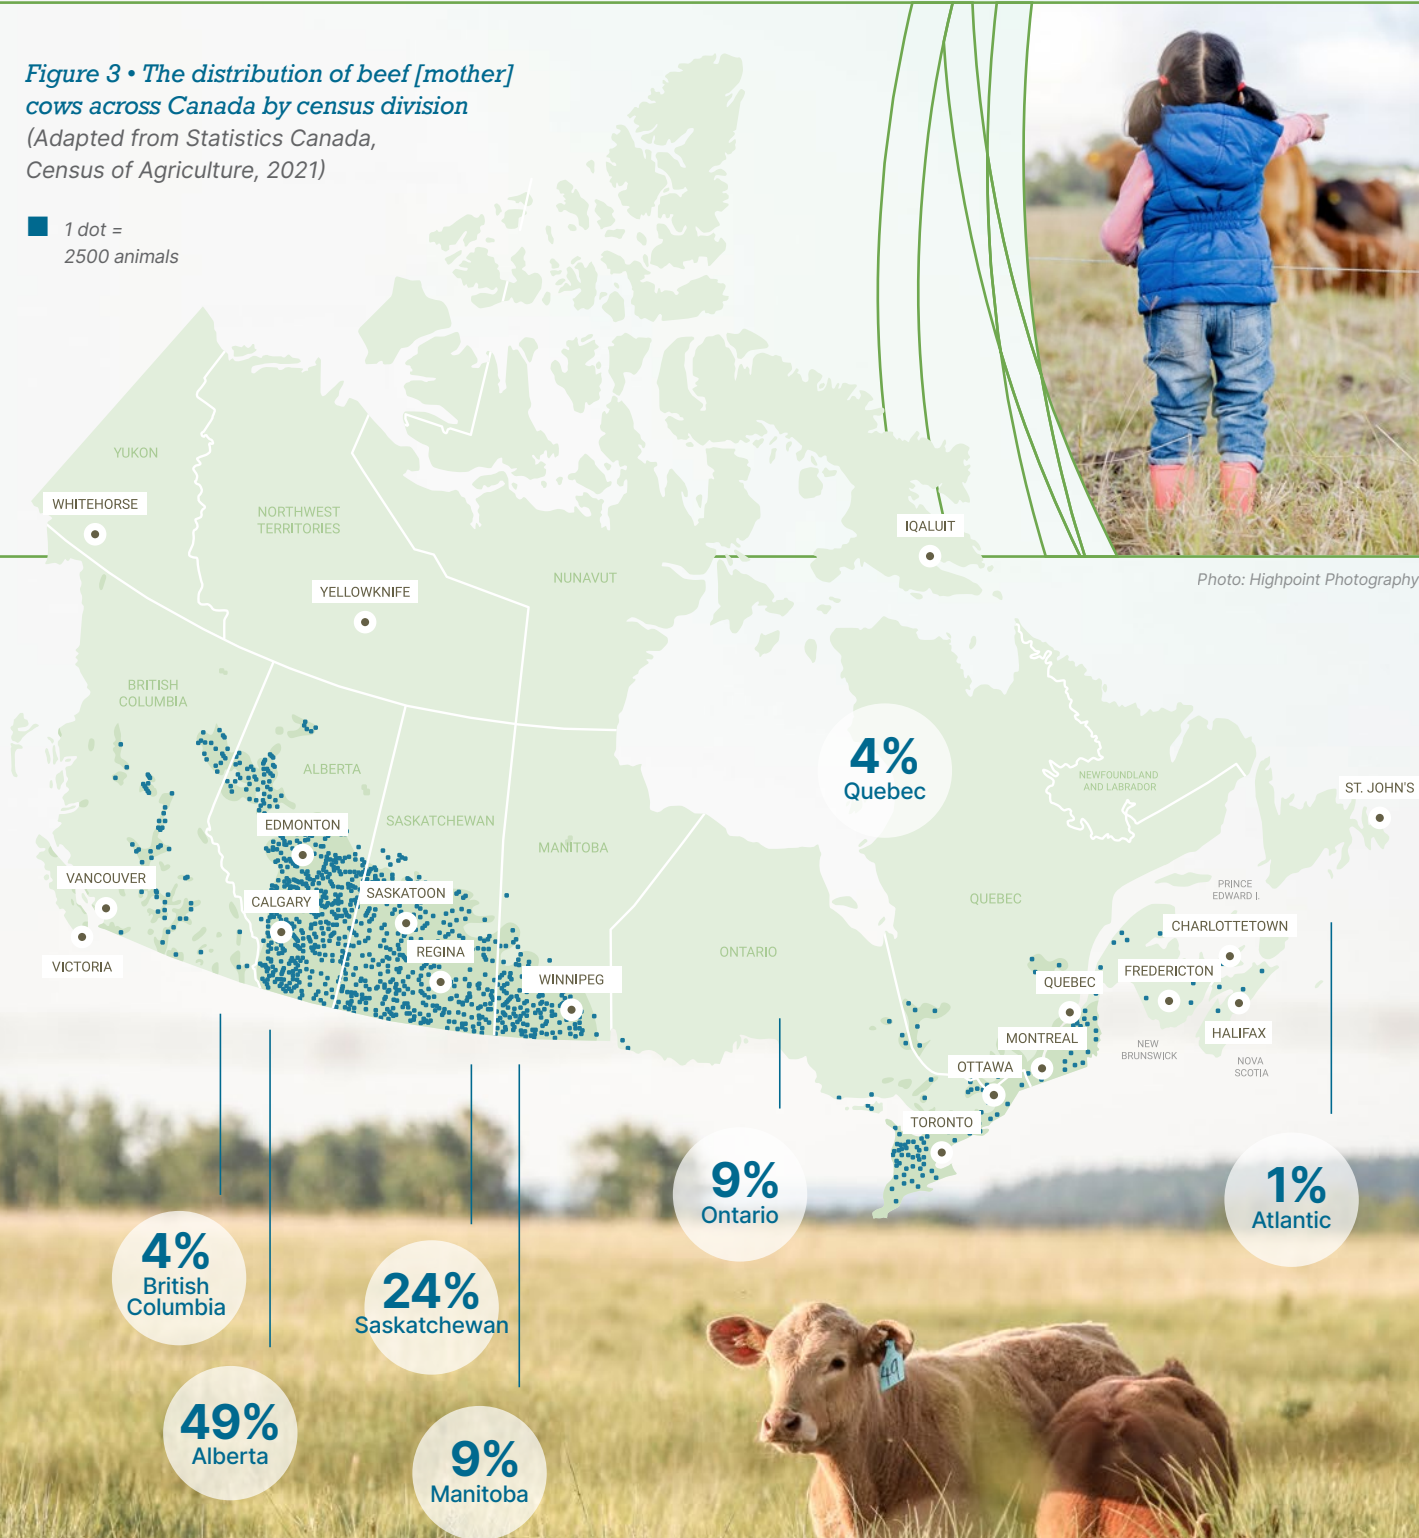 Figure 3 • The distribution of beef [mother]
cows across Canada by census division
(Adapted from Statistics Canada,
Census of Agriculture, 2021)
1 dot =
2500 animals
YUKON
WHITEHORSE
NORTHWEST
TERRITORIES
IQALUIT
NUNAVUT
Photo: Highpoint Photography
YELLOWKNIFE
BRITISH
COLUMBIA
4%
Quebec
ALBERTA
NEWFOUNDLAND
AND LABRADOR
ST. JOHN'S
EDMONTON
SASKATCHEWAN
MANITOBA
VANCOUVER
SASKATOON
CALGARY
QUEBEC
PRINCE
EDWARD I.
CHARLOTTETOWN
REGINA
ONTARIO
VICTORIA
WINNIPEG
FREDERICTON
QUEBEC
MONTREAL
HALIFAX
NEW
BRUNSWICK
NOVA
SCOTIA
OTTAWA
TORONTO
9%
Ontario
1%
Atlantic
4%
British
Columbia
24%
Saskatchewan
49%
Alberta
9%
Manitoba
49